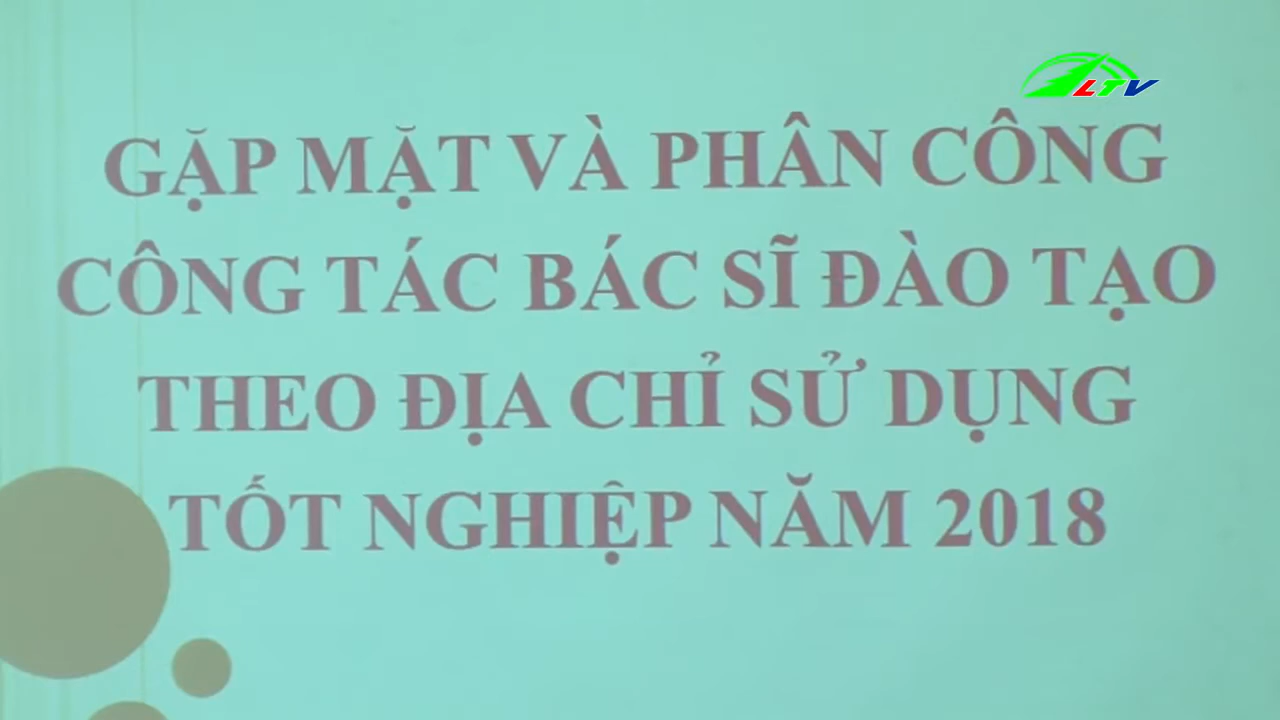 LTV
GẶP MẶT VÀ PHÂN CÔNG
CÔNG TÁC BÁC SĨ ĐÀO TẠO
THEO ĐỊA CHỈ SỬ DỤNG
TỐT NGHIỆP NĂM 2018